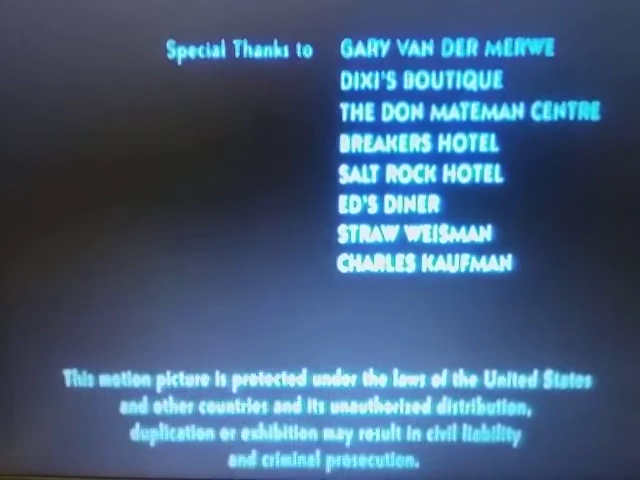 Special Thanks to GARY VAN DER MERWE
DIXI'S BOUTIQUE
THE DON MATEMAN CENTRE
BREAKERS HOTEL
SALT ROCK HOTEL
ED'S DINER
STRAW WEISMAN
CHARLES KAUFMAN
This motion picture is protected under the laws of the United States
and other countries and its unauthorized distribution,
duplication or exhibition may result in civil liability
and criminal prosecution.